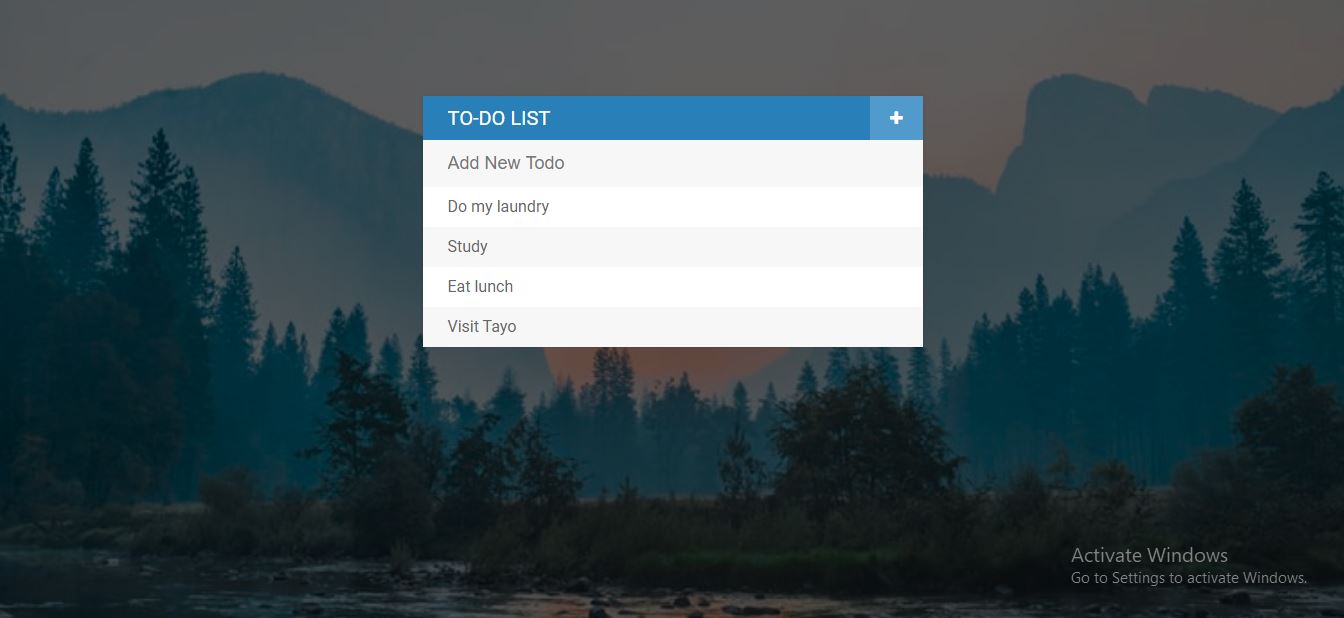 TO-DO LIST
Add New Todo
Do my laundry
Study
Eat lunch
Visit Tayo
Activate Windows
Go to Settings to activate Windows.